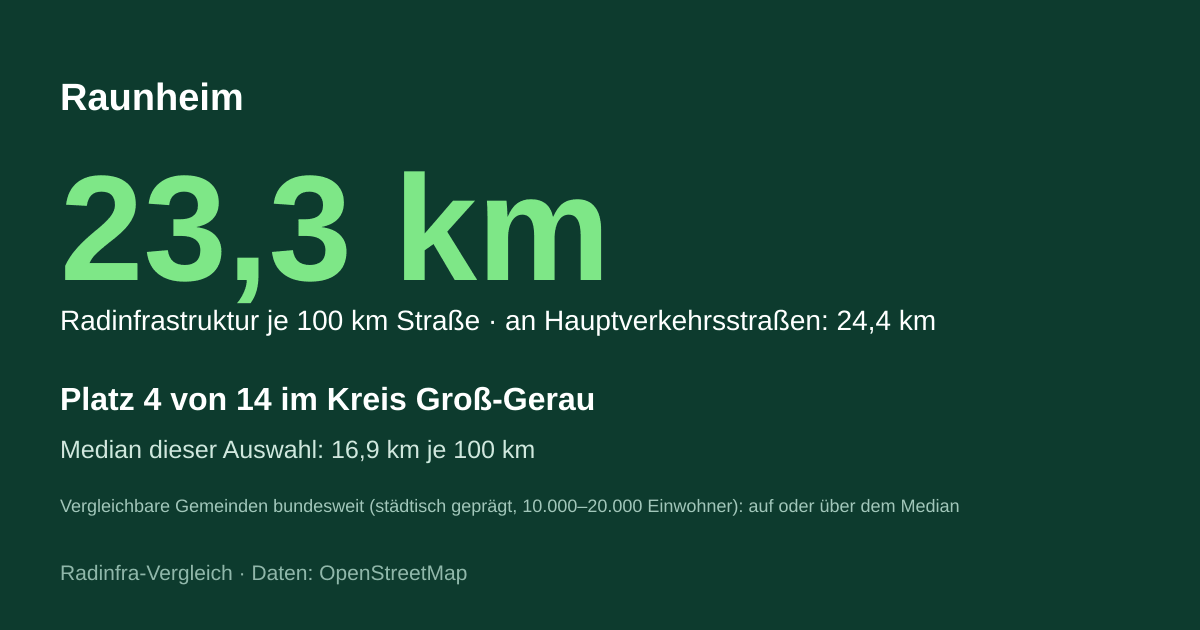 Raunheim
23,3 km
Radinfrastruktur je 100 km Straße · an Hauptverkehrsstraßen: 24,4 km
Platz 4 von 14 im Kreis Groß-Gerau
Median dieser Auswahl: 16,9 km je 100 km
Vergleichbare Gemeinden bundesweit (städtisch geprägt, 10.000–20.000 Einwohner): auf oder über dem Median
Radinfra-Vergleich · Daten: OpenStreetMap